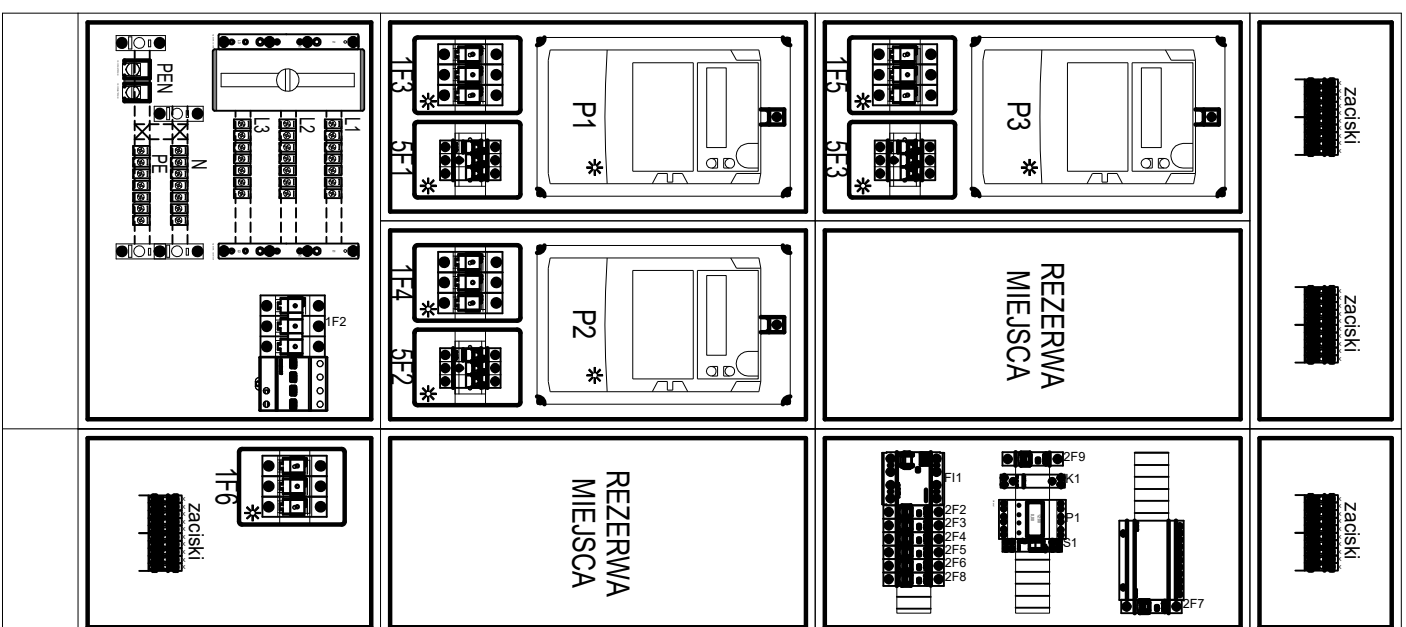 PEN
PE
N
L3
L2
L1
1F2
1F3
5F1
P1
1F4
5F2
P2
1F5
5F3
P3
REZERWA
MIEJSCA
zaciski
zaciski
zaciski
1F6
REZERWA
MIEJSCA
FI1
2F2
2F3
2F4
2F5
2F6
2F8
2F9
K1
P1
S1
2F7
zaciski